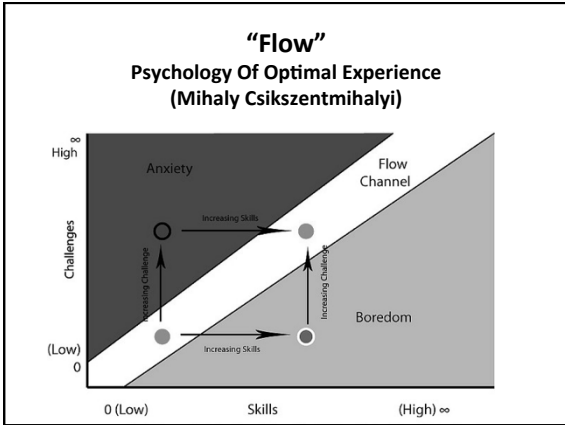 “Flow”
Psychology Of Optimal Experience
(Mihaly Csikszentmihalyi)
∞
High
Anxiety
Flow
Channel
Increasing Skills
Challenges
Increasing Challenge
Increasing Challenge
Boredom
(Low)
0
Increasing Skills
0 (Low)
Skills
(High) ∞